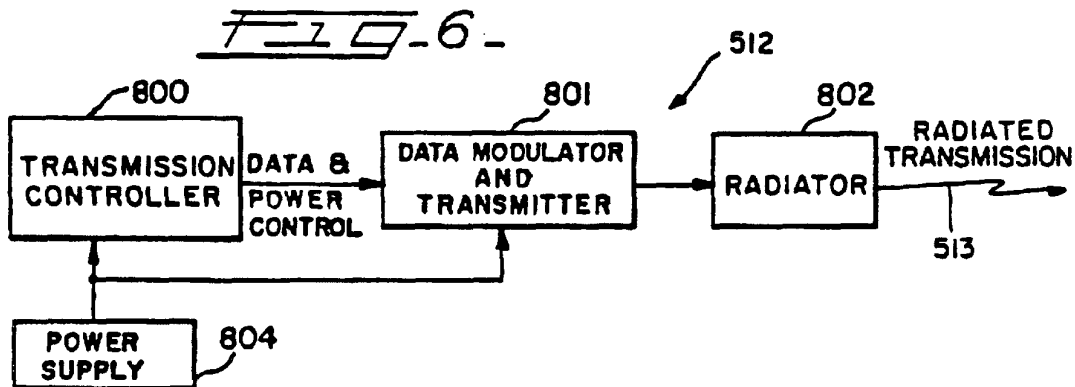 Fig-6-
512
800
801
802
TRANSMISSION
CONTROLLER
DATA &
POWER
CONTROL
DATA MODULATOR
AND
TRANSMITTER
RADIATOR
RADIATED
TRANSMISSION
513
POWER
SUPPLY
804